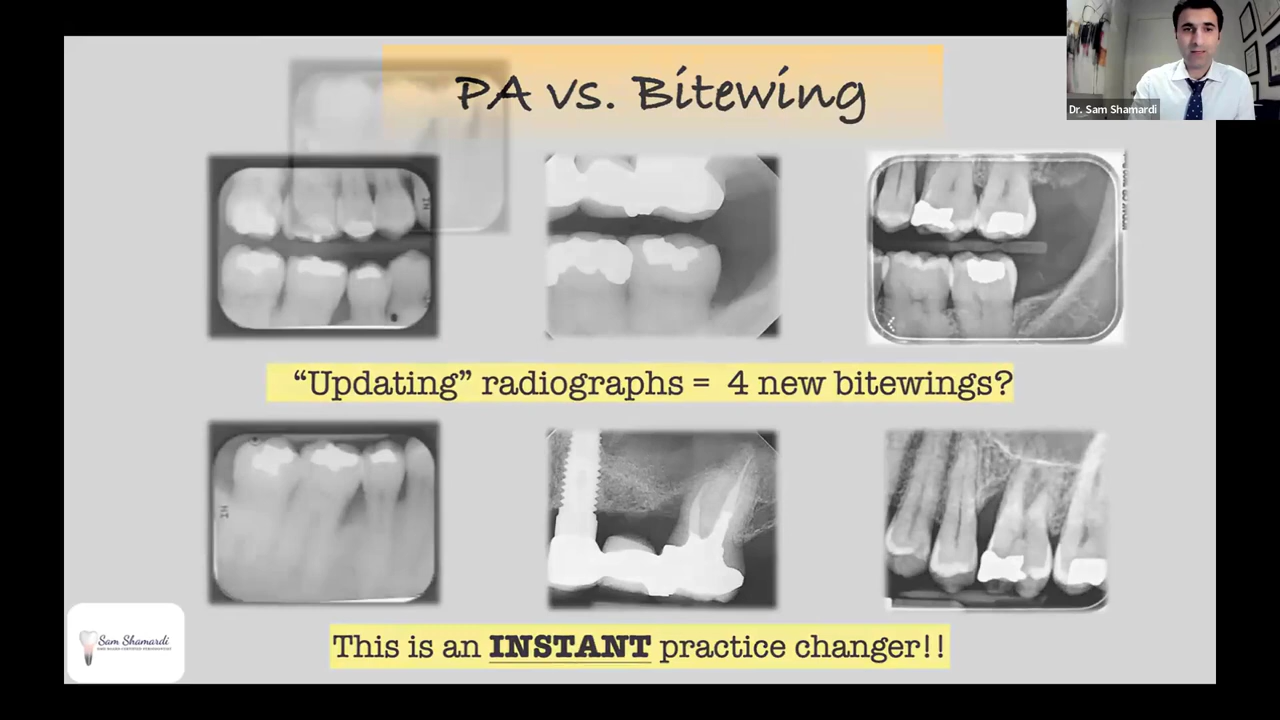 PA vs. Bitewing
Dr. Sam Shamardi
"Updating" radiographs = 4 new bitewings?
This is an INSTANT practice changer!!
Sam Shamardi